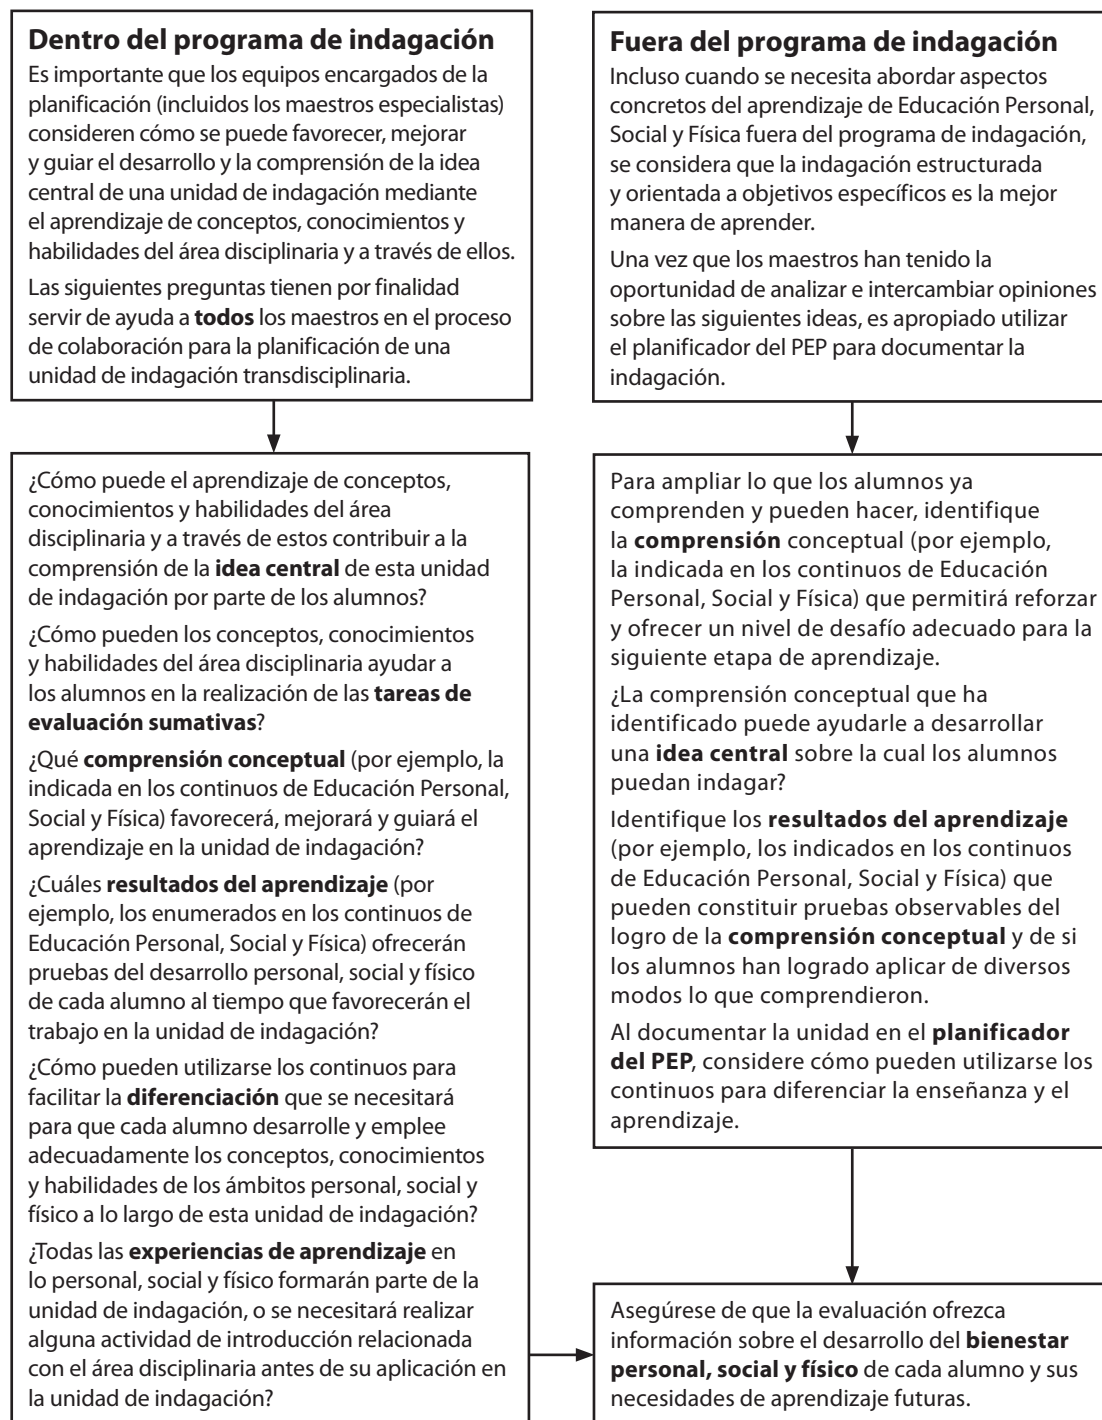 Dentro del programa de indagación
Es importante que los equipos encargados de la
planificación (incluidos los maestros especialistas)
consideren cómo se puede favorecer, mejorar
y guiar el desarrollo y la comprensión de la idea
central de una unidad de indagación mediante
el aprendizaje de conceptos, conocimientos y
habilidades del área disciplinaria y a través de ellos.
Las siguientes preguntas tienen por finalidad
servir de ayuda a todos los maestros en el proceso
de colaboración para la planificación de una
unidad de indagación transdisciplinaria.
¿Cómo puede el aprendizaje de conceptos,
conocimientos y habilidades del área
disciplinaria y a través de estos contribuir a la
comprensión de la idea central de esta unidad
de indagación por parte de los alumnos?
¿Cómo pueden los conceptos, conocimientos
y habilidades del área disciplinaria ayudar a
los alumnos en la realización de las tareas de
evaluación sumativas?
¿Qué comprensión conceptual (por ejemplo, la
indicada en los continuos de Educación Personal,
Social y Física) favorecerá, mejorará y guiará el
aprendizaje en la unidad de indagación?
¿Cuáles resultados del aprendizaje (por
ejemplo, los enumerados en los continuos de
Educación Personal, Social y Física) ofrecerán
pruebas del desarrollo personal, social y físico
de cada alumno al tiempo que favorecerán el
trabajo en la unidad de indagación?
¿Cómo pueden utilizarse los continuos para
facilitar la diferenciación que se necesitará
para que cada alumno desarrolle y emplee
adecuadamente los conceptos, conocimientos
y habilidades de los ámbitos personal, social y
físico a lo largo de esta unidad de indagación?
¿Todas las experiencias de aprendizaje en
lo personal, social y físico formarán parte de la
unidad de indagación, o se necesitará realizar
alguna actividad de introducción relacionada
con el área disciplinaria antes de su aplicación en
la unidad de indagación?
Fuera del programa de indagación
Incluso cuando se necesita abordar aspectos
concretos del aprendizaje de Educación Personal,
Social y Física fuera del programa de indagación,
se considera que la indagación estructurada
y orientada a objetivos específicos es la mejor
manera de aprender.
Una vez que los maestros han tenido la
oportunidad de analizar e intercambiar opiniones
sobre las siguientes ideas, es apropiado utilizar
el planificador del PEP para documentar la
indagación.
Para ampliar lo que los alumnos ya
comprenden y pueden hacer, identifique
la comprensión conceptual (por ejemplo,
la indicada en los continuos de Educación
Personal, Social y Física) que permitirá reforzar
y ofrecer un nivel de desafío adecuado para la
siguiente etapa de aprendizaje.
¿La comprensión conceptual que ha
identificado puede ayudarle a desarrollar
una idea central sobre la cual los alumnos
puedan indagar?
Identifique los resultados del aprendizaje
(por ejemplo, los indicados en los continuos
de Educación Personal, Social y Física) que
pueden constituir pruebas observables del
logro de la comprensión conceptual y de si
los alumnos han logrado aplicar de diversos
modos lo que comprendieron.
Al documentar la unidad en el planificador
del PEP, considere cómo pueden utilizarse los
continuos para diferenciar la enseñanza y el
aprendizaje.
Asegúrese de que la evaluación ofrezca
información sobre el desarrollo del bienestar
personal, social y físico de cada alumno y sus
necesidades de aprendizaje futuras.